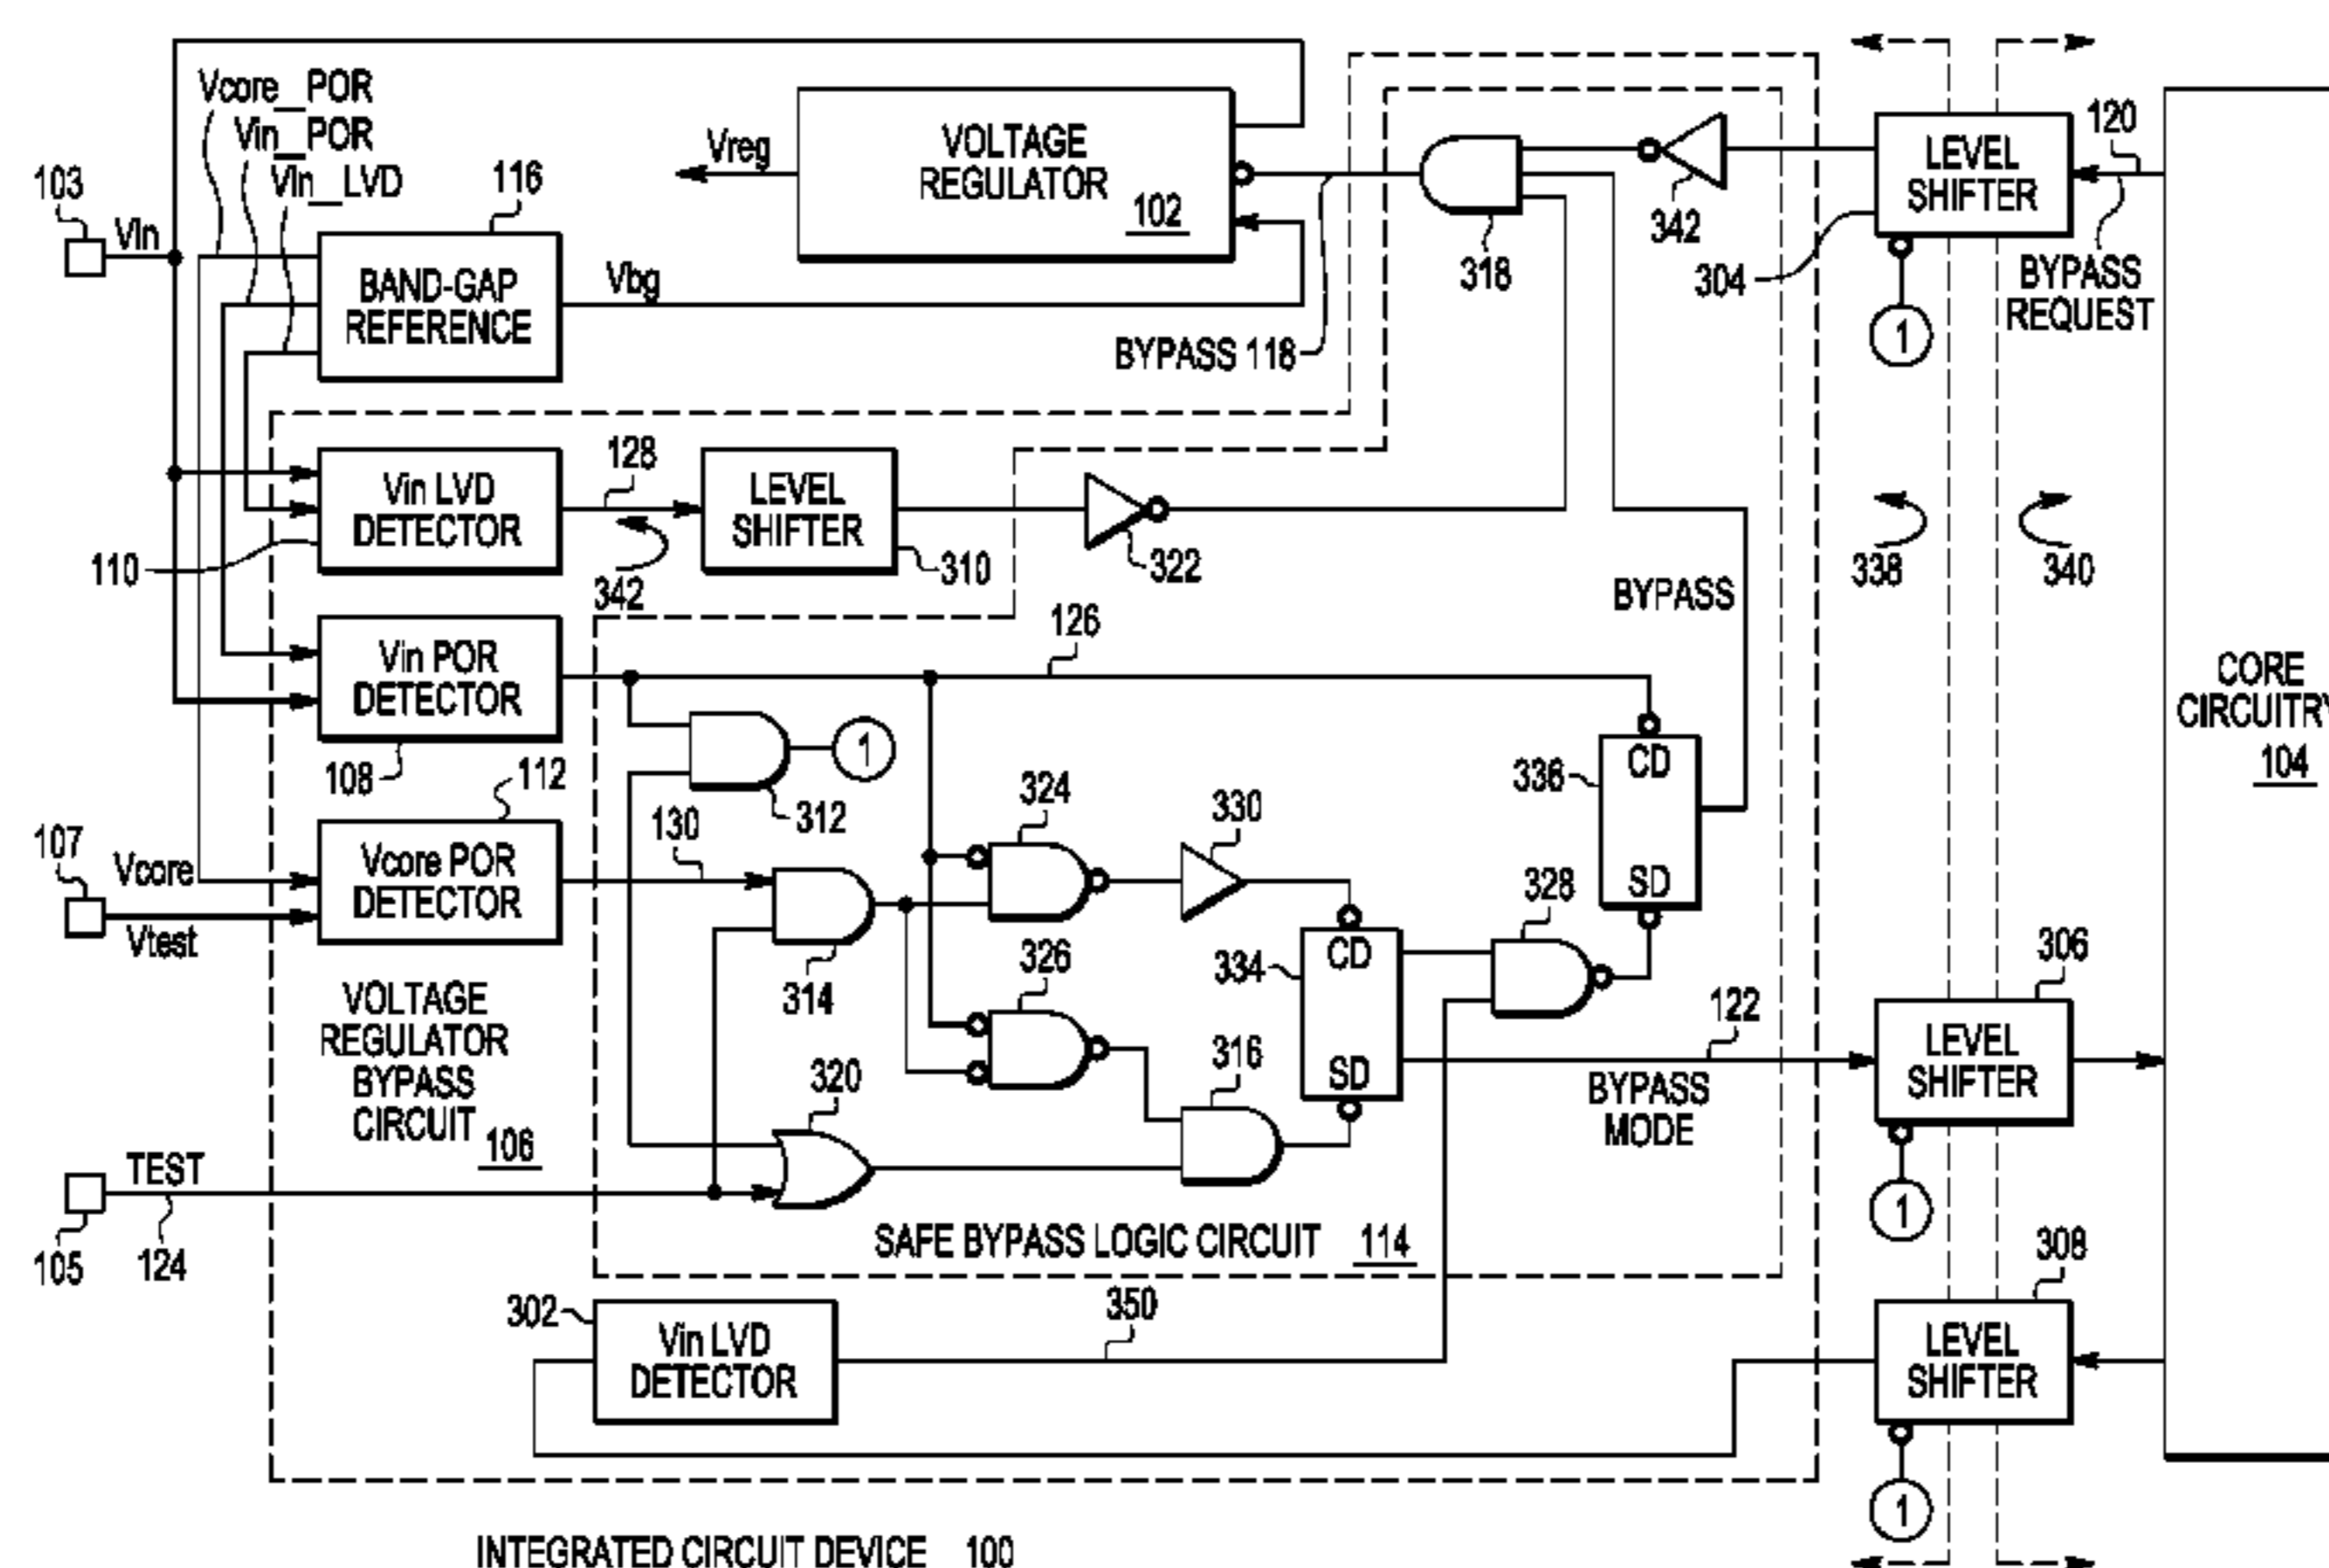 Vcore_POR
Vin_POR
Vin_LVD
103
Vin
116
BAND-GAP
REFERENCE
Vbg
Vreg
VOLTAGE
REGULATOR
102
BYPASS 118
318
342
304
LEVEL
SHIFTER
1
120
BYPASS
REQUEST
Vin LVD
DETECTOR
110
128
342
LEVEL
SHIFTER
310
322
338
340
BYPASS
Vin POR
DETECTOR
108
126
312
1
112
107
Vcore
Vtest
Vcore POR
DETECTOR
130
314
324
330
336
CD
SD
CORE
CIRCUITRY
104
326
334
CD
SD
328
316
320
122
BYPASS
MODE
306
LEVEL
SHIFTER
1
VOLTAGE
REGULATOR
BYPASS
CIRCUIT
106
TEST
105
124
SAFE BYPASS LOGIC CIRCUIT 114
302
Vin LVD
DETECTOR
350
308
LEVEL
SHIFTER
1
INTEGRATED CIRCUIT DEVICE 100